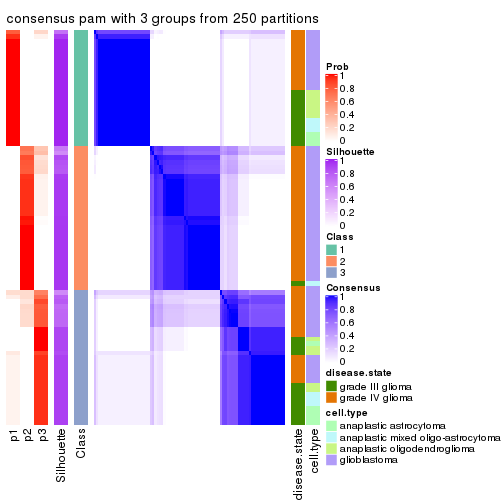 consensus pam with 3 groups from 250 partitions
Prob
1
0.8
0.6
0.4
0.2
0
Silhouette
1
0.8
0.6
0.4
0.2
0
Class
1
2
3
Consensus
1
0.8
0.6
0.4
0.2
0
disease.state
grade III glioma
grade IV glioma
cell.type
anaplastic astrocytoma
anaplastic mixed oligo-astrocytoma
anaplastic oligodendroglioma
glioblastoma
p1
p2
p3
Silhouette
Class
disease.state
cell.type